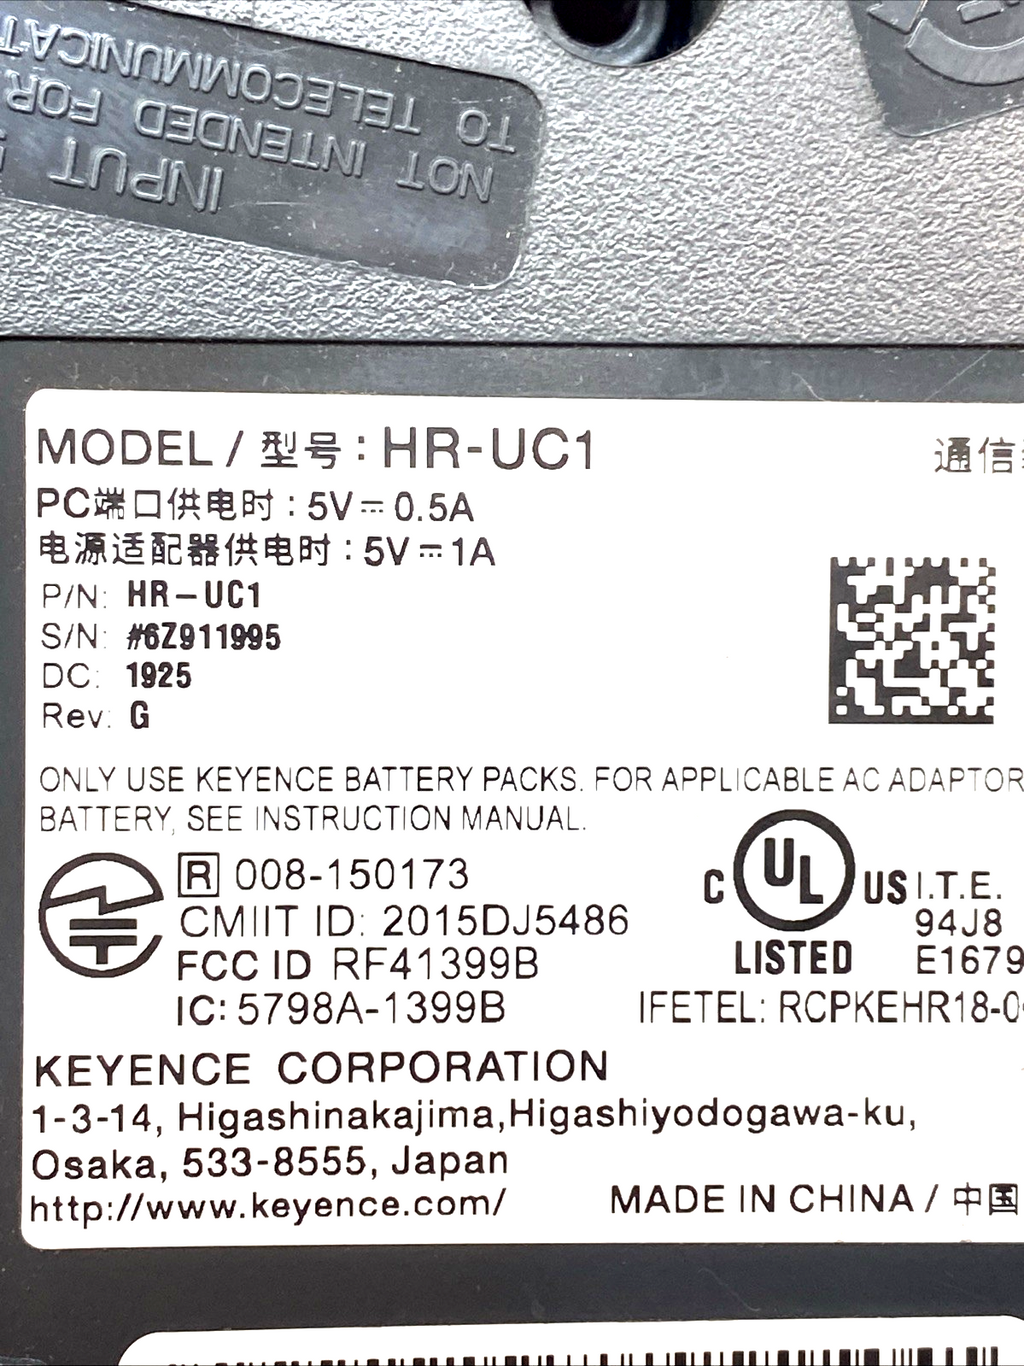 TO TELECOMMUNICAT
NOT INTENDED FOR
INPUT
MODEL / 型号 : HR-UC1
通信
PC端口供电时 : 5V⎓0.5A
电源适配器供电时 : 5V⎓1A
P/N: HR-UC1
S/N: #6Z911995
DC: 1925
Rev: G
ONLY USE KEYENCE BATTERY PACKS. FOR APPLICABLE AC ADAPTOR
BATTERY, SEE INSTRUCTION MANUAL.
R 008-150173
CMIIT ID: 2015DJ5486
FCC ID RF41399B
IC: 5798A-1399B
C UL US I.T.E.
94J8
LISTED E1679
IFETEL: RCPKEHR18-0
KEYENCE CORPORATION
1-3-14, Higashinakajima,Higashiyodogawa-ku,
Osaka, 533-8555, Japan
http://www.keyence.com/
MADE IN CHINA / 中国